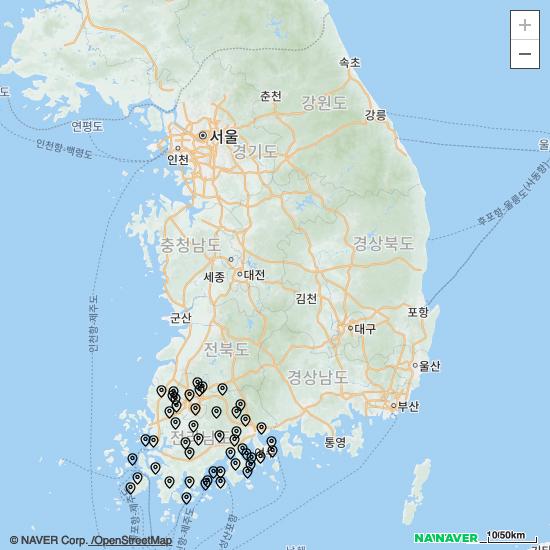 +
−
속초
춘천
강원도
도
강릉
연평도
서울
인천
경기도
울
인천항-백령도
후포항-울릉도(사동항)
충청남도
경상북도
세종
대전
김천
인천항-제주도
군산
포항
대구
전북도
울산
경상남도
부산
통영
© NAVER Corp. /OpenStreetMap
NAVER
10/50km